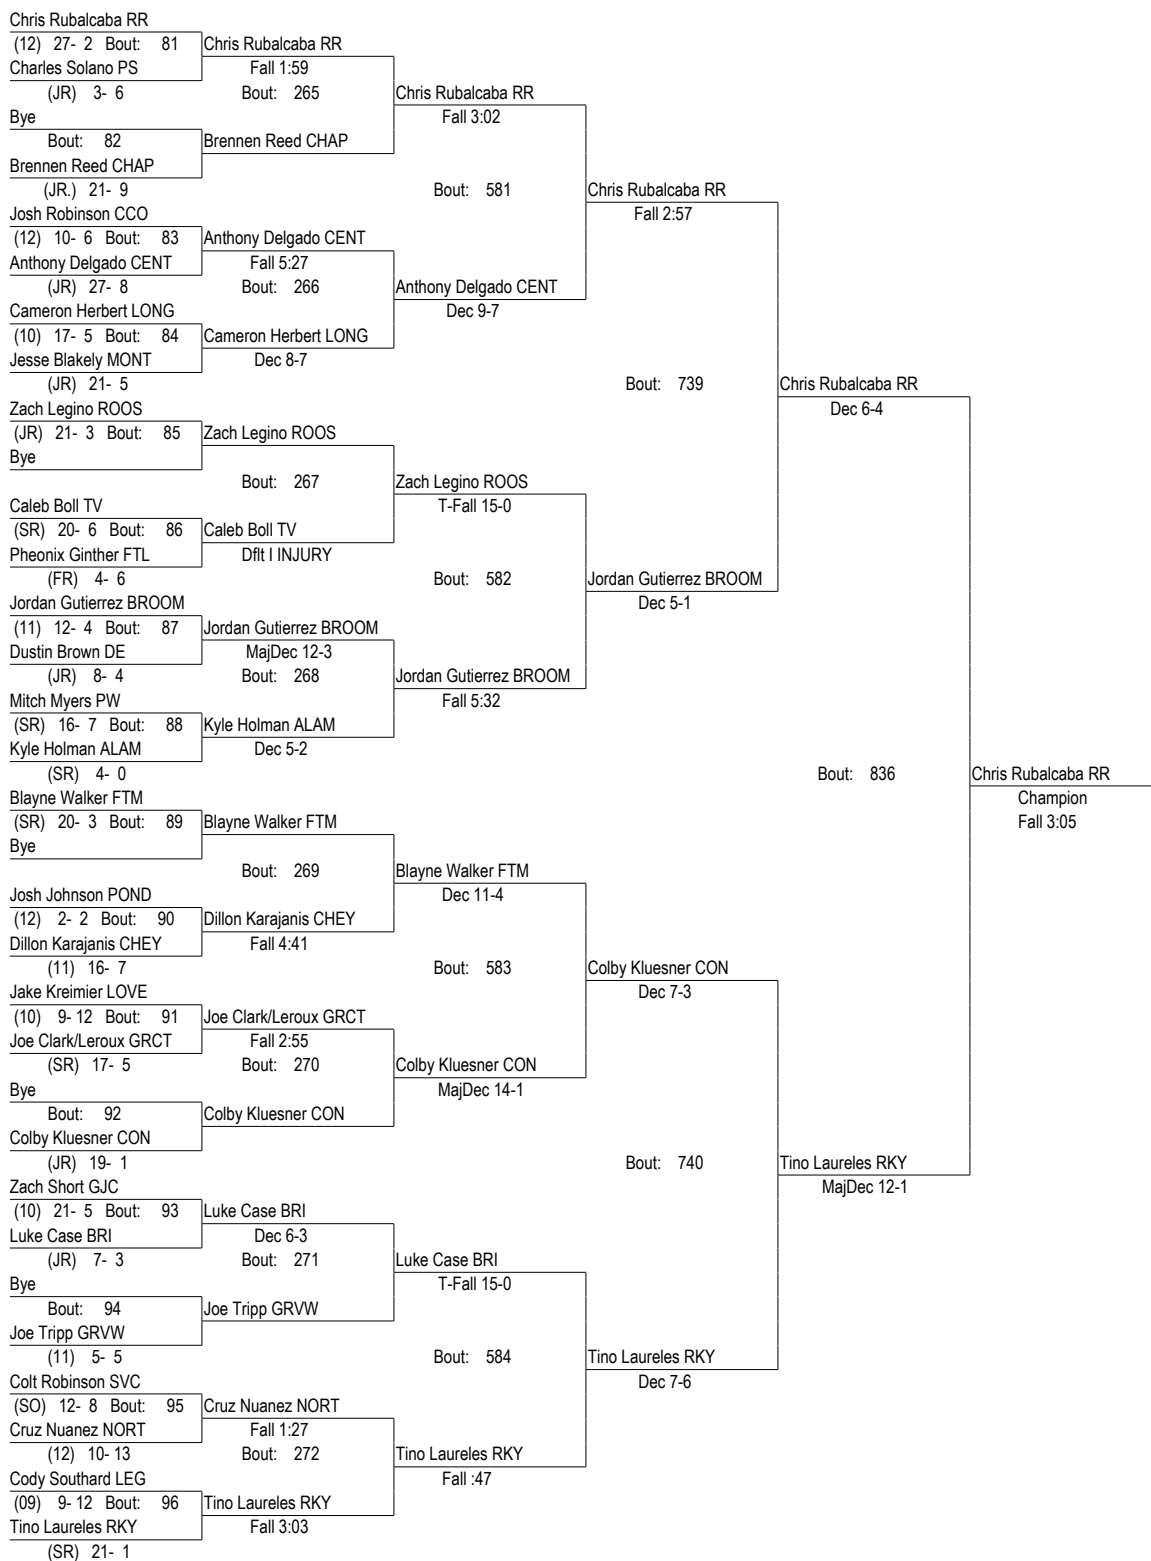 Chris Rubalcaba RR
(12) 27- 2 Bout: 81 Chris Rubalcaba RR
Charles Solano PS Fall 1:59
(JR) 3- 6 Bout: 265 Chris Rubalcaba RR
Bye Fall 3:02
Bout: 82 Brennen Reed CHAP
Brennen Reed CHAP
(JR.) 21- 9 Bout: 581 Chris Rubalcaba RR
Josh Robinson CCO Fall 2:57
(12) 10- 6 Bout: 83 Anthony Delgado CENT
Anthony Delgado CENT Fall 5:27
(JR) 27- 8 Bout: 266 Anthony Delgado CENT
Cameron Herbert LONG Dec 9-7
(10) 17- 5 Bout: 84 Cameron Herbert LONG
Jesse Blakely MONT Dec 8-7
(JR) 21- 5 Bout: 739 Chris Rubalcaba RR
Zach Legino ROOS Dec 6-4
(JR) 21- 3 Bout: 85 Zach Legino ROOS
Bye
Bout: 267 Zach Legino ROOS
Caleb Boll TV T-Fall 15-0
(SR) 20- 6 Bout: 86 Caleb Boll TV
Pheonix Ginther FTL Dflt I INJURY
(FR) 4- 6 Bout: 582 Jordan Gutierrez BROOM
Jordan Gutierrez BROOM Dec 5-1
(11) 12- 4 Bout: 87 Jordan Gutierrez BROOM
Dustin Brown DE MajDec 12-3
(JR) 8- 4 Bout: 268 Jordan Gutierrez BROOM
Mitch Myers PW Fall 5:32
(SR) 16- 7 Bout: 88 Kyle Holman ALAM
Kyle Holman ALAM Dec 5-2
(SR) 4- 0 Bout: 836 Chris Rubalcaba RR
Blayne Walker FTM Champion
(SR) 20- 3 Bout: 89 Blayne Walker FTM Fall 3:05
Bye
Bout: 269 Blayne Walker FTM
Josh Johnson POND Dec 11-4
(12) 2- 2 Bout: 90 Dillon Karajanis CHEY
Dillon Karajanis CHEY Fall 4:41
(11) 16- 7 Bout: 583 Colby Kluesner CON
Jake Kreimier LOVE Dec 7-3
(10) 9- 12 Bout: 91 Joe Clark/Leroux GRCT
Joe Clark/Leroux GRCT Fall 2:55
(SR) 17- 5 Bout: 270 Colby Kluesner CON
Bye MajDec 14-1
Bout: 92 Colby Kluesner CON
Colby Kluesner CON
(JR) 19- 1 Bout: 740 Tino Laureles RKY
Zach Short GJC MajDec 12-1
(10) 21- 5 Bout: 93 Luke Case BRI
Luke Case BRI Dec 6-3
(JR) 7- 3 Bout: 271 Luke Case BRI
Bye T-Fall 15-0
Bout: 94 Joe Tripp GRVW
Joe Tripp GRVW
(11) 5- 5 Bout: 584 Tino Laureles RKY
Colt Robinson SVC Dec 7-6
(SO) 12- 8 Bout: 95 Cruz Nuanez NORT
Cruz Nuanez NORT Fall 1:27
(12) 10- 13 Bout: 272 Tino Laureles RKY
Cody Southard LEG Fall :47
(09) 9- 12 Bout: 96 Tino Laureles RKY
Tino Laureles RKY Fall 3:03
(SR) 21- 1